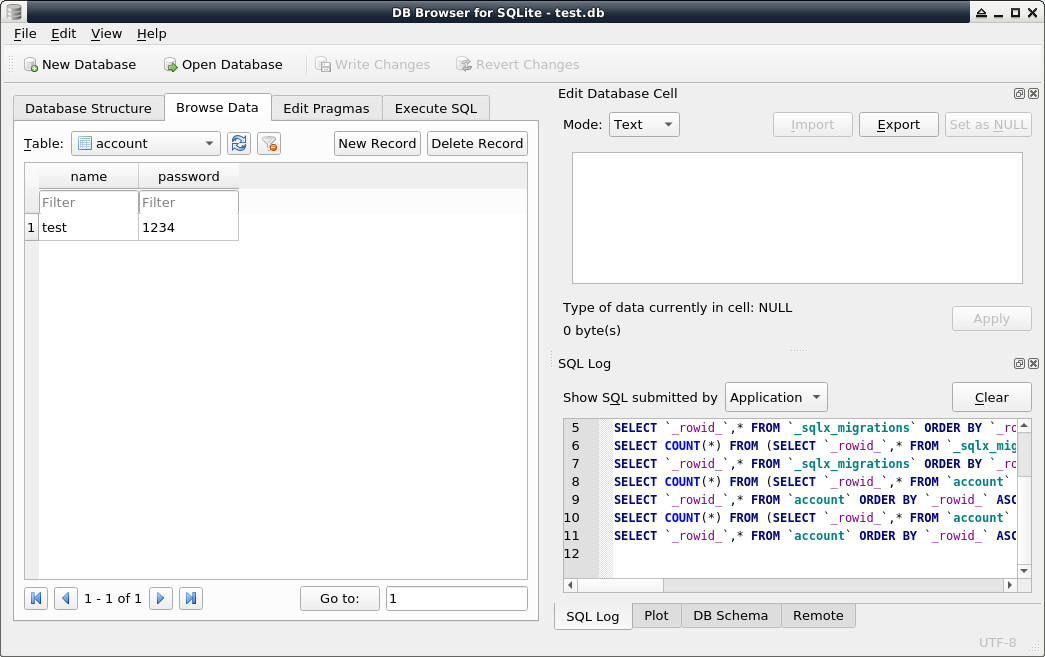 DB Browser for SQLite - test.db
File Edit View Help
New Database Open Database Write Changes Revert Changes
Database Structure Browse Data Edit Pragmas Execute SQL
Table: account New Record Delete Record
name password
Filter Filter
1 test 1234
1 - 1 of 1 Go to: 1
Edit Database Cell
Mode: Text Import Export Set as NULL
Type of data currently in cell: NULL
0 byte(s)
Apply
SQL Log
Show SQL submitted by Application Clear
5 SELECT `_rowid_`,* FROM `_sqlx_migrations` ORDER BY `_ro
6 SELECT COUNT(*) FROM (SELECT `_rowid_`,* FROM `_sqlx_mig
7 SELECT `_rowid_`,* FROM `_sqlx_migrations` ORDER BY `_ro
8 SELECT COUNT(*) FROM (SELECT `_rowid_`,* FROM `account`
9 SELECT `_rowid_`,* FROM `account` ORDER BY `_rowid_` ASC
10 SELECT COUNT(*) FROM (SELECT `_rowid_`,* FROM `account`
11 SELECT `_rowid_`,* FROM `account` ORDER BY `_rowid_` ASC
12
SQL Log Plot DB Schema Remote
UTF-8